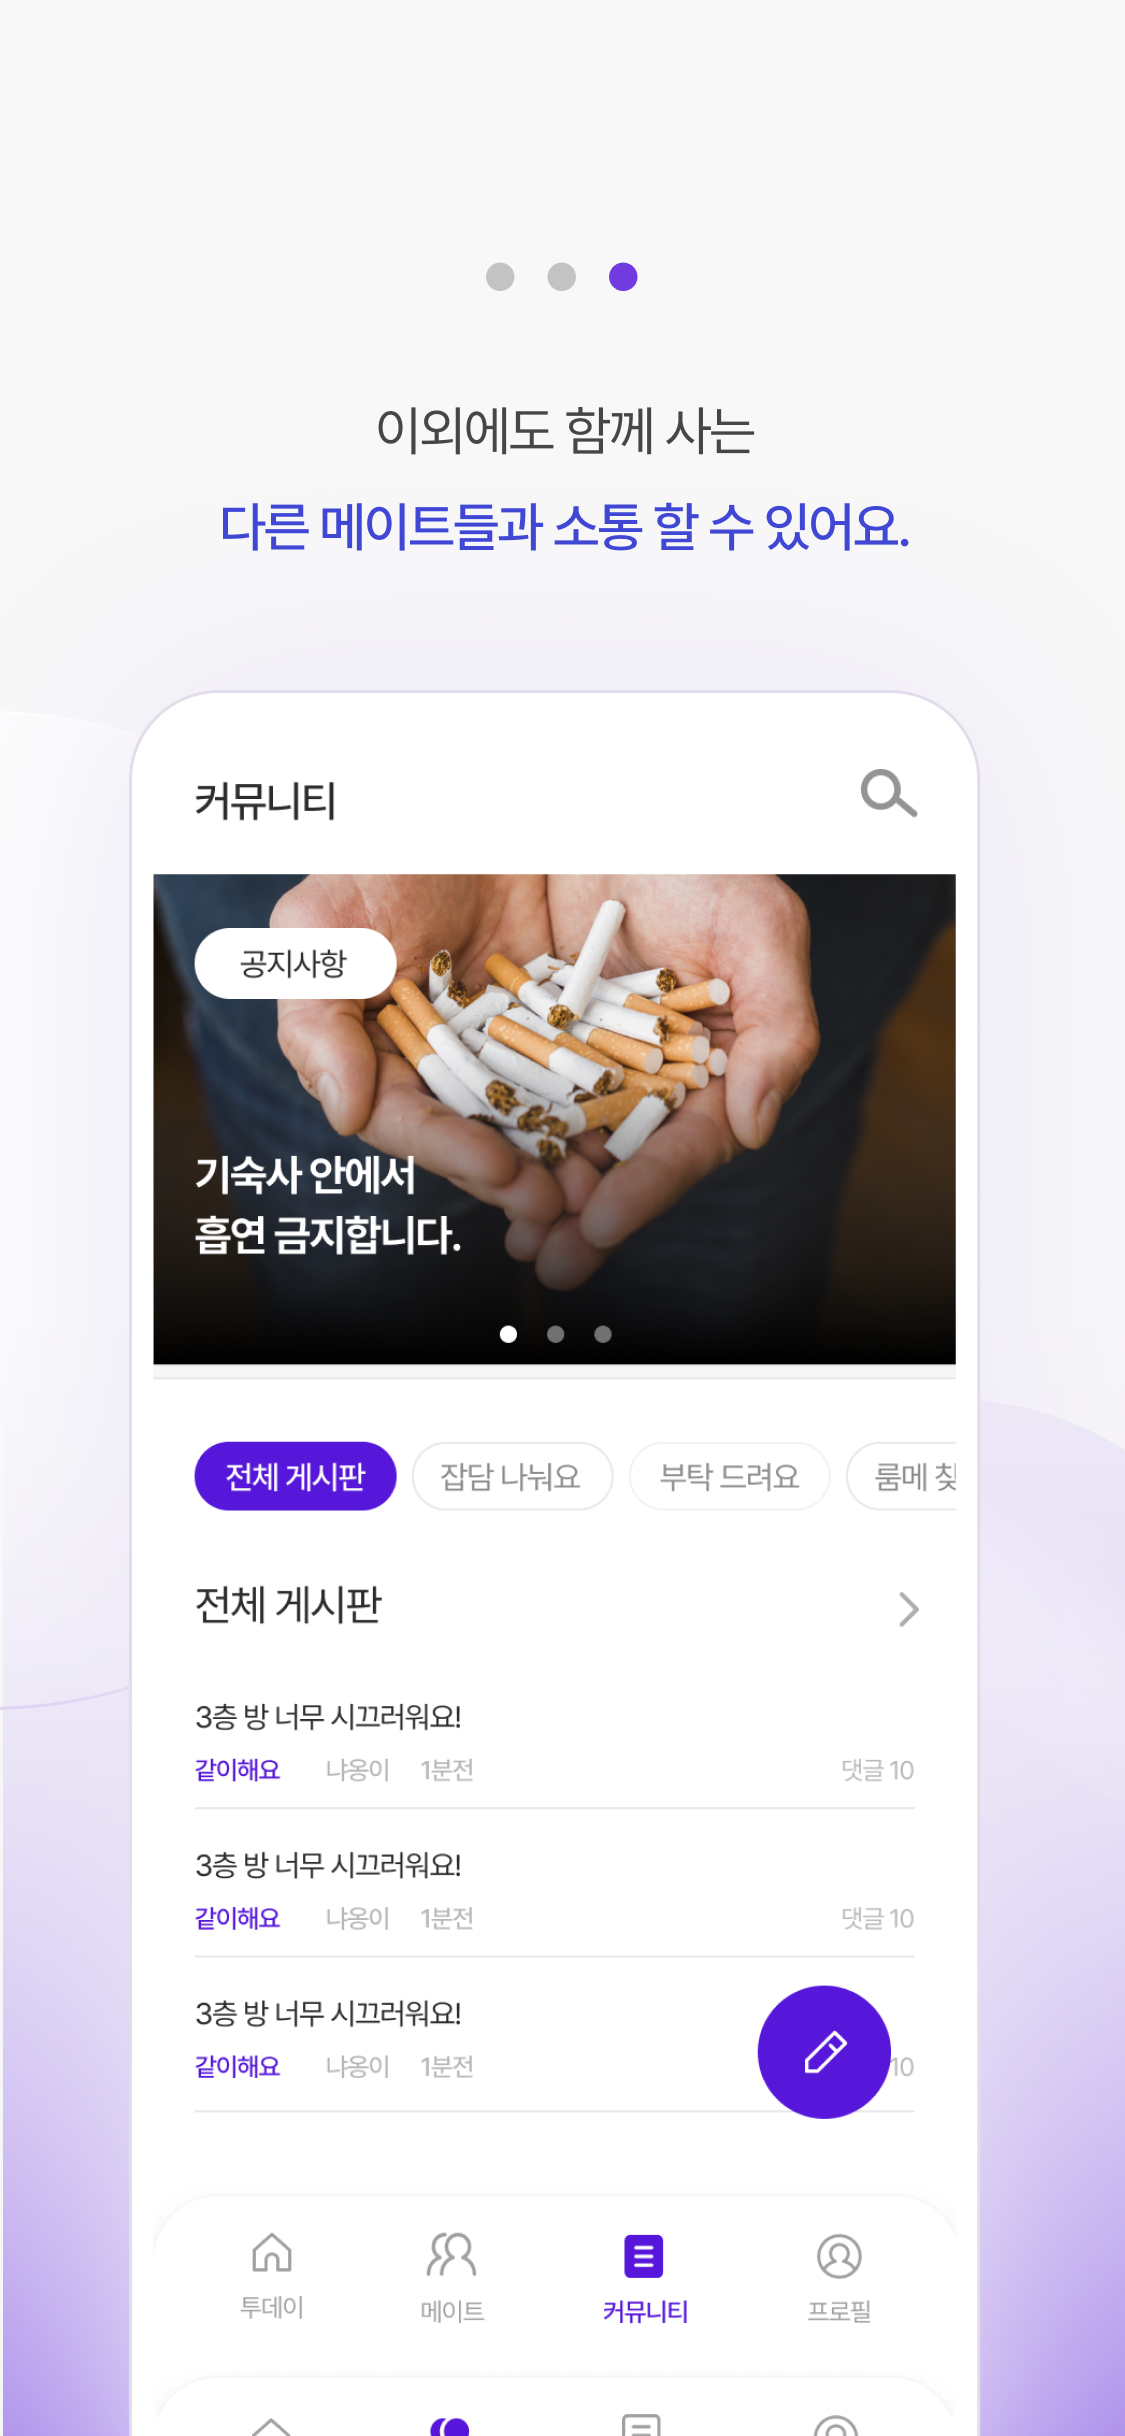 이외에도 함께 사는
다른 메이트들과 소통 할 수 있어요.
커뮤니티
공지사항
기숙사 안에서
흡연 금지합니다.
전체 게시판 잡담 나눠요 부탁 드려요 룸메 찾
전체 게시판
3층 방 너무 시끄러워요!
같이해요 냐옹이 1분전 댓글 10
3층 방 너무 시끄러워요!
같이해요 냐옹이 1분전 댓글 10
3층 방 너무 시끄러워요!
같이해요 냐옹이 1분전 10
투데이 메이트 커뮤니티 프로필